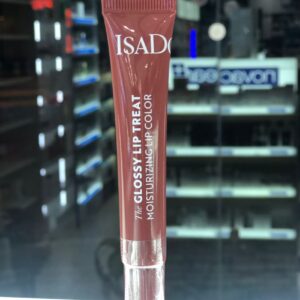 ISADO
The GLOSSY LIP TREAT
MOISTURIZING LIP COLOR